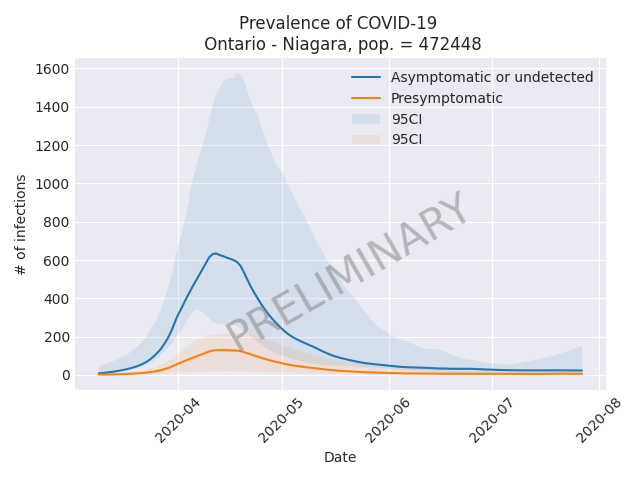 Prevalence of COVID-19
Ontario - Niagara, pop. = 472448
1600
1400
1200
1000
800
600
400
200
0
# of infections
Asymptomatic or undetected
Presymptomatic
95CI
95CI
PRELIMINARY
2020-04
2020-05
2020-06
2020-07
2020-08
Date